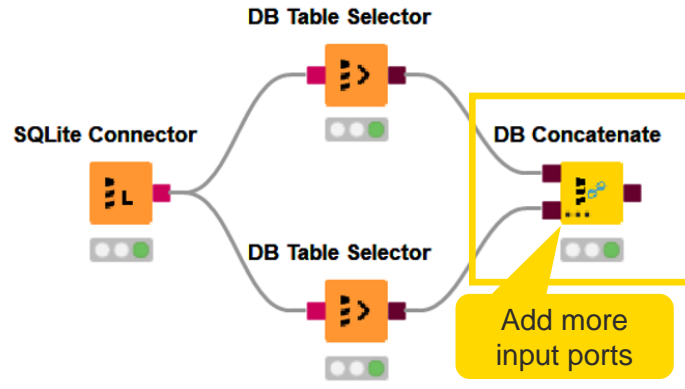 DB Table Selector
SQLite Connector
DB Concatenate
L
DB Table Selector
Add more
input ports